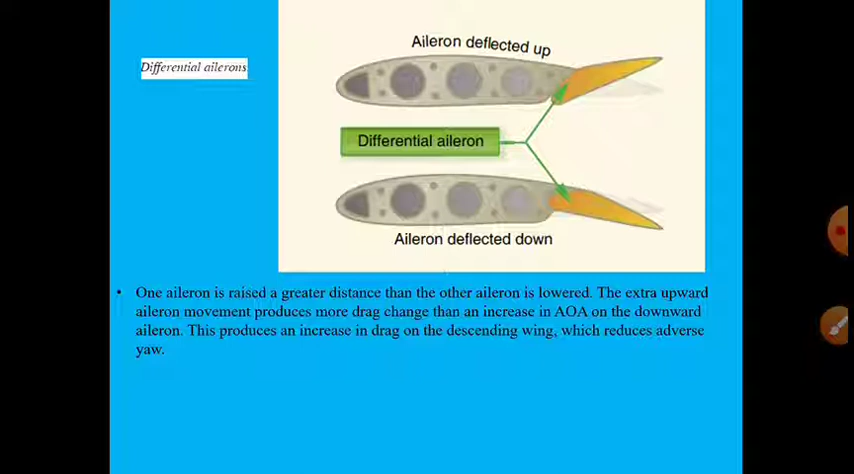 Aileron deflected up
Differential ailerons
Differential aileron
Aileron deflected down
• One aileron is raised a greater distance than the other aileron is lowered. The extra upward
aileron movement produces more drag change than an increase in AOA on the downward
aileron. This produces an increase in drag on the descending wing, which reduces adverse
yaw.